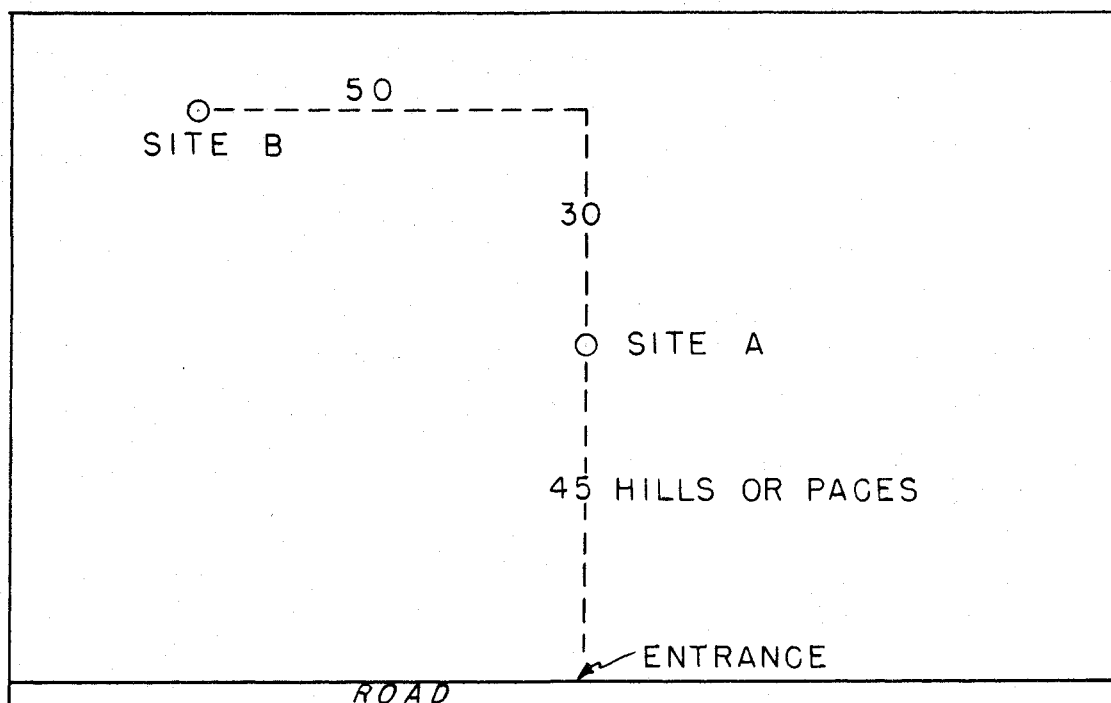 50
SITE B
30
SITE A
45 HILLS OR PACES
ENTRANCE
ROAD